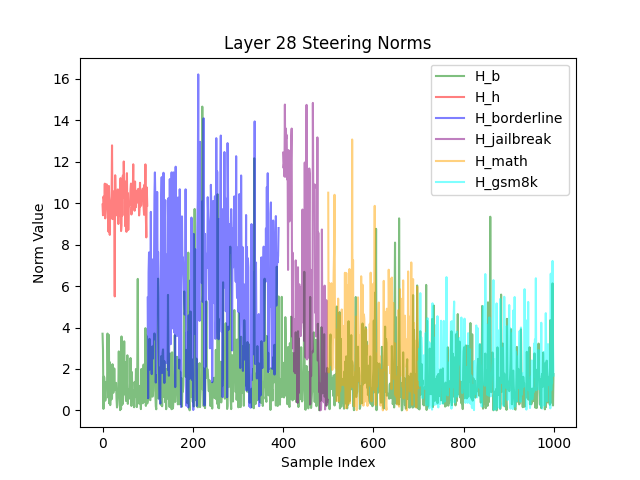 Layer 28 Steering Norms
H_b
H_h
H_borderline
H_jailbreak
H_math
H_gsm8k
Norm Value
16
14
12
10
8
6
4
2
0
0 200 400 600 800 1000
Sample Index